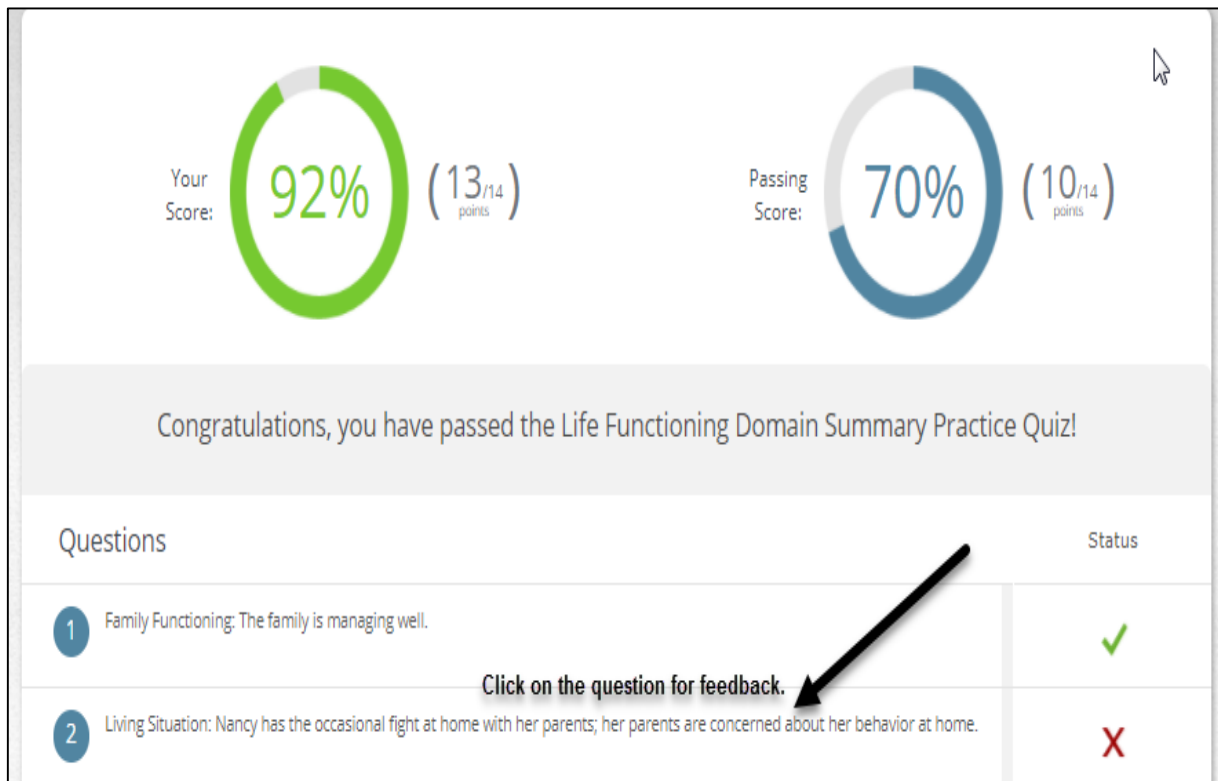 Your
Score:
92%
(13/14)
points
Passing
Score:
70%
(10/14)
points
Congratulations, you have passed the Life Functioning Domain Summary Practice Quiz!
Questions
Status
1
Family Functioning: The family is managing well.
Click on the question for feedback.
2
Living Situation: Nancy has the occasional fight at home with her parents; her parents are concerned about her behavior at home.